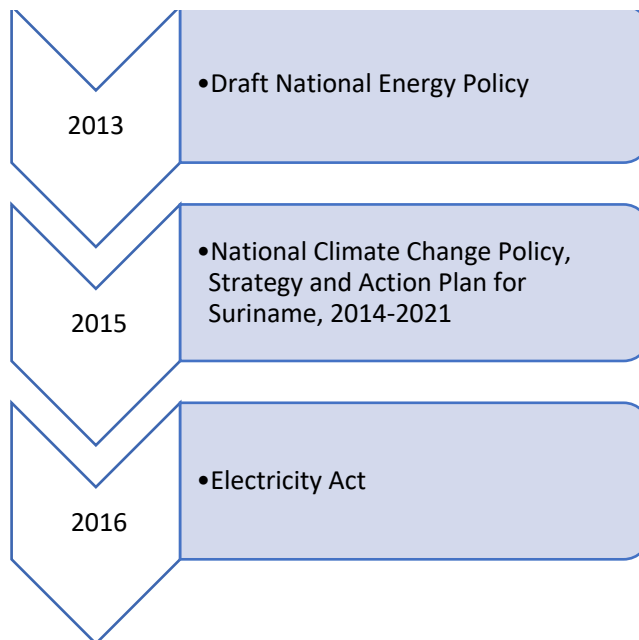 2013
•Draft National Energy Policy
2015
•National Climate Change Policy,
Strategy and Action Plan for
Suriname, 2014-2021
2016
•Electricity Act